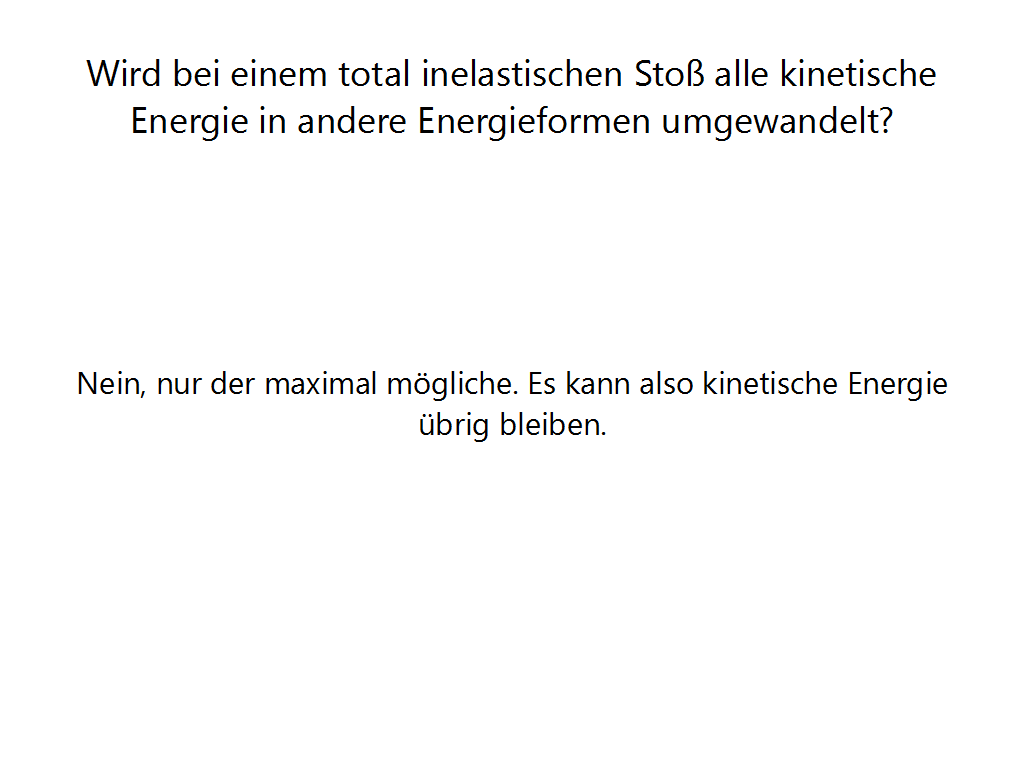 Wird bei einem total inelastischen Stoß alle kinetische
Energie in andere Energieformen umgewandelt?
Nein, nur der maximal mögliche. Es kann also kinetische Energie
übrig bleiben.